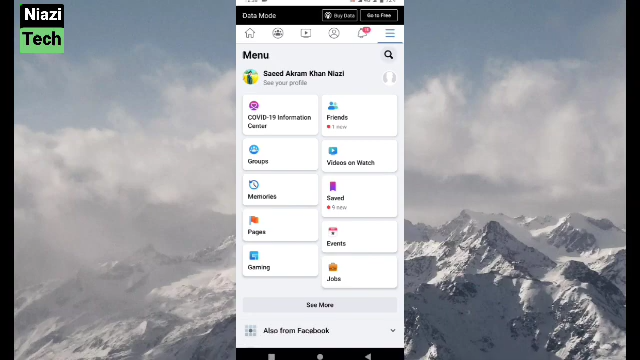 Niazi
Tech
Data Mode
Buy Data
Go to Free
Menu
Saeed Akram Khan Niazi
See your profile
COVID-19 Information
Center
Friends
1 new
Groups
Videos on Watch
Memories
Saved
9 new
Pages
Events
Gaming
Jobs
See More
Also from Facebook